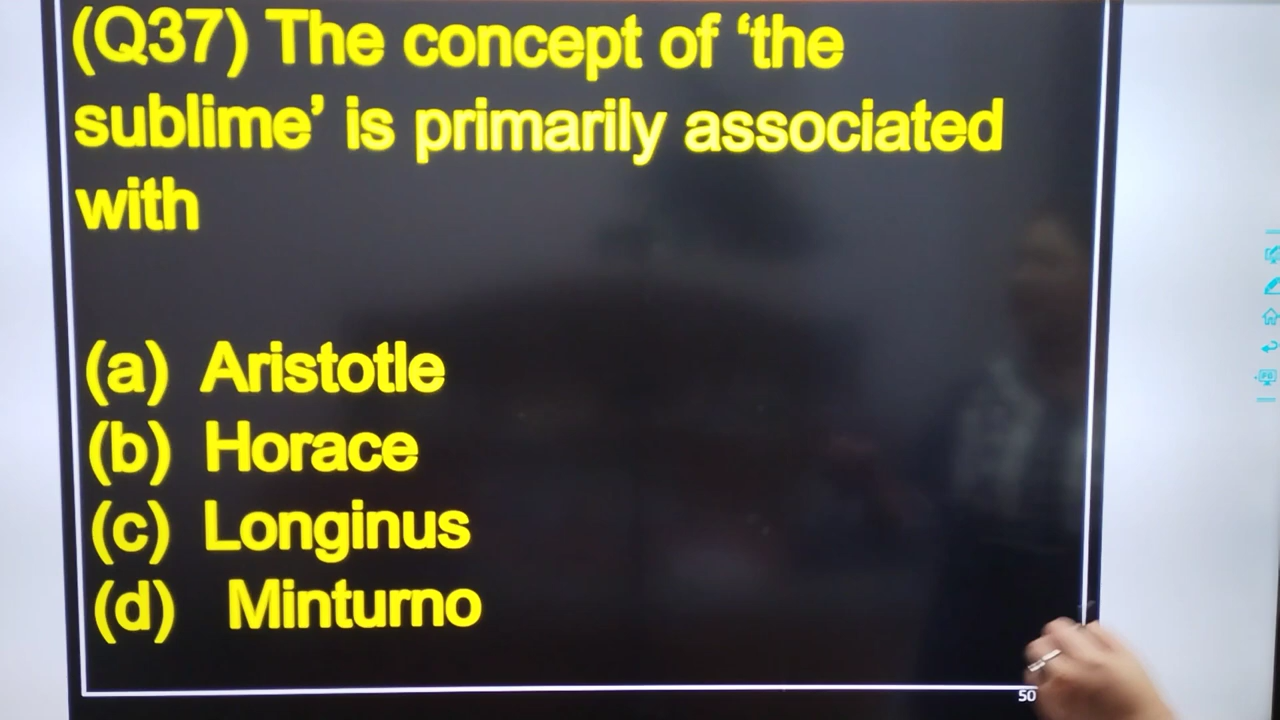 (Q37) The concept of ‘the
sublime’ is primarily associated
with
(a) Aristotle
(b) Horace
(c) Longinus
(d) Minturno
50